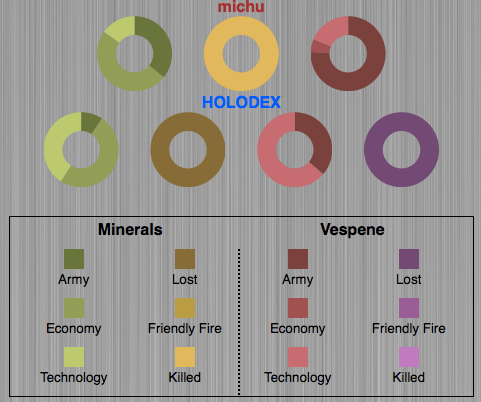 michu
HOLODEX
Minerals Vespene
Army Lost Army Lost
Economy Friendly Fire Economy Friendly Fire
Technology Killed Technology Killed